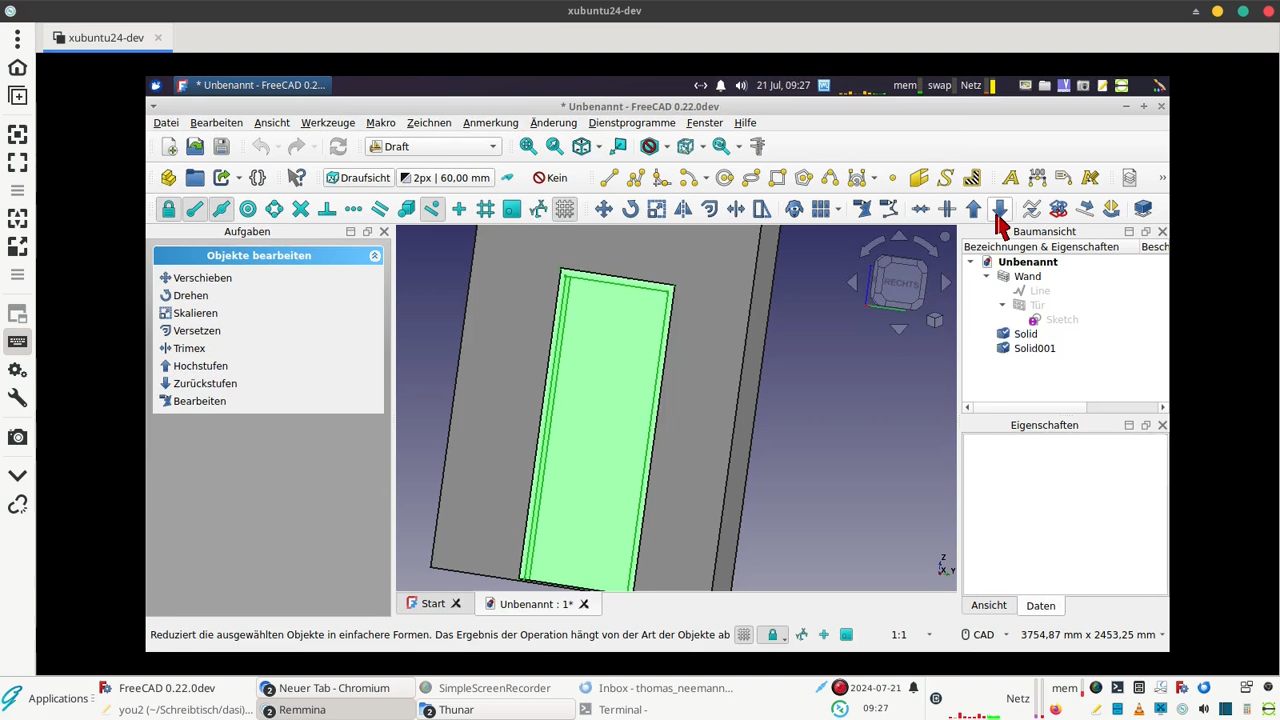 xubuntu24-dev
xubuntu24-dev
* Unbenannt - FreeCAD 0.2... 21 Jul, 09:27 mem swap Netz
* Unbenannt - FreeCAD 0.22.0dev
Datei Bearbeiten Ansicht Werkzeuge Makro Zeichnen Anmerkung Änderung Dienstprogramme Fenster Hilfe
Draft
Draufsicht 2px | 60.00 mm Kein
Aufgaben
Baumansicht
Objekte bearbeiten
Bezeichnungen & Eigenschaften Besch
Unbenannt
Verschieben
Wand
Drehen
Line
Skalieren
Tür
Versetzen
Sketch
Trimex
Solid
Hochstufen
Solid001
Zurückstufen
Bearbeiten
RECHTS
Eigenschaften
Z
X Y
Start Unbenannt : 1*
Ansicht Daten
Reduziert die ausgewählten Objekte in einfachere Formen. Das Ergebnis der Operation hängt von der Art der Objekte ab 1:1 CAD 3754,87 mm x 2453,25 mm
Applications
FreeCAD 0.22.0dev 2 Neuer Tab - Chromium SimpleScreenRecorder Inbox - thomas_neemann... 2024-07-21 mem
you2 (~/Schreibtisch/dasi)... 2 Remmina 2 Thunar Terminal - 09:27 Netz